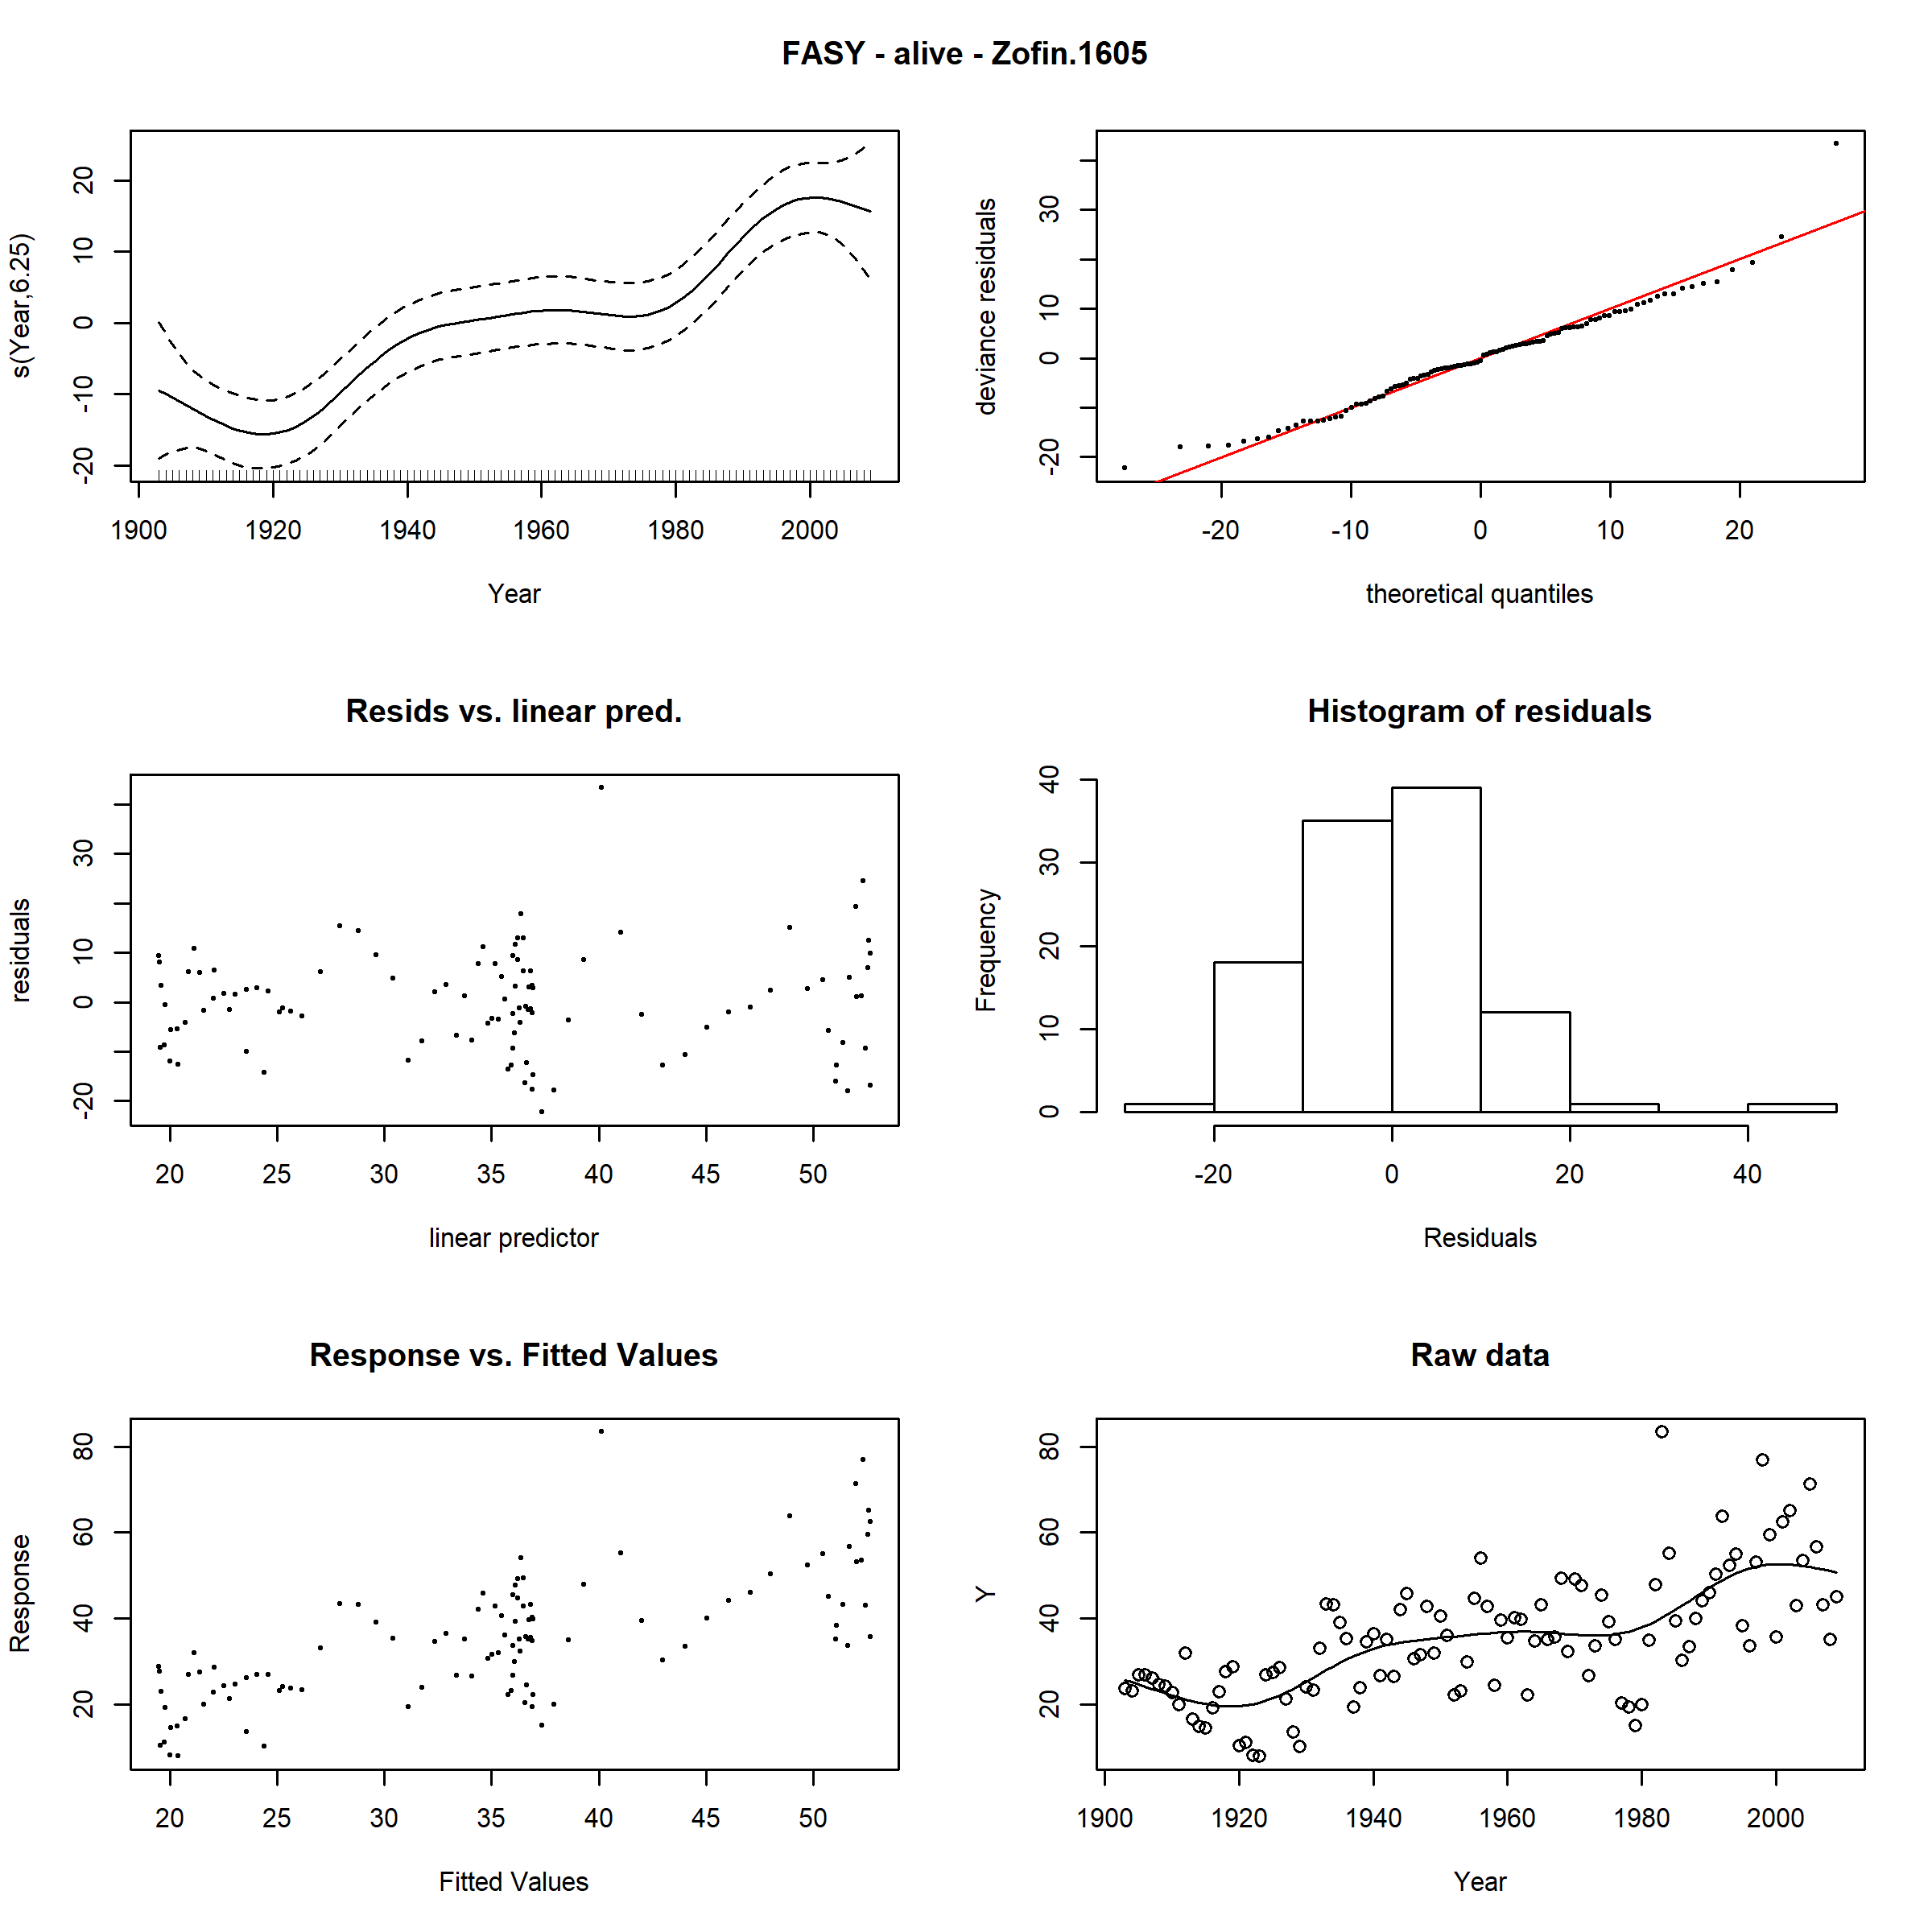 FASY - alive - Zofin.1605
s(Year,6.25)
20
10
0
-10
-20
1900 1920 1940 1960 1980 2000
Year
deviance residuals
30
10
0
-20
-20 -10 0 10 20
theoretical quantiles
Resids vs. linear pred.
residuals
30
10
0
-20
20 25 30 35 40 45 50
linear predictor
Histogram of residuals
Frequency
40
30
20
10
0
-20 0 20 40
Residuals
Response vs. Fitted Values
Response
80
60
40
20
20 25 30 35 40 45 50
Fitted Values
Raw data
Y
80
60
40
20
1900 1920 1940 1960 1980 2000
Year